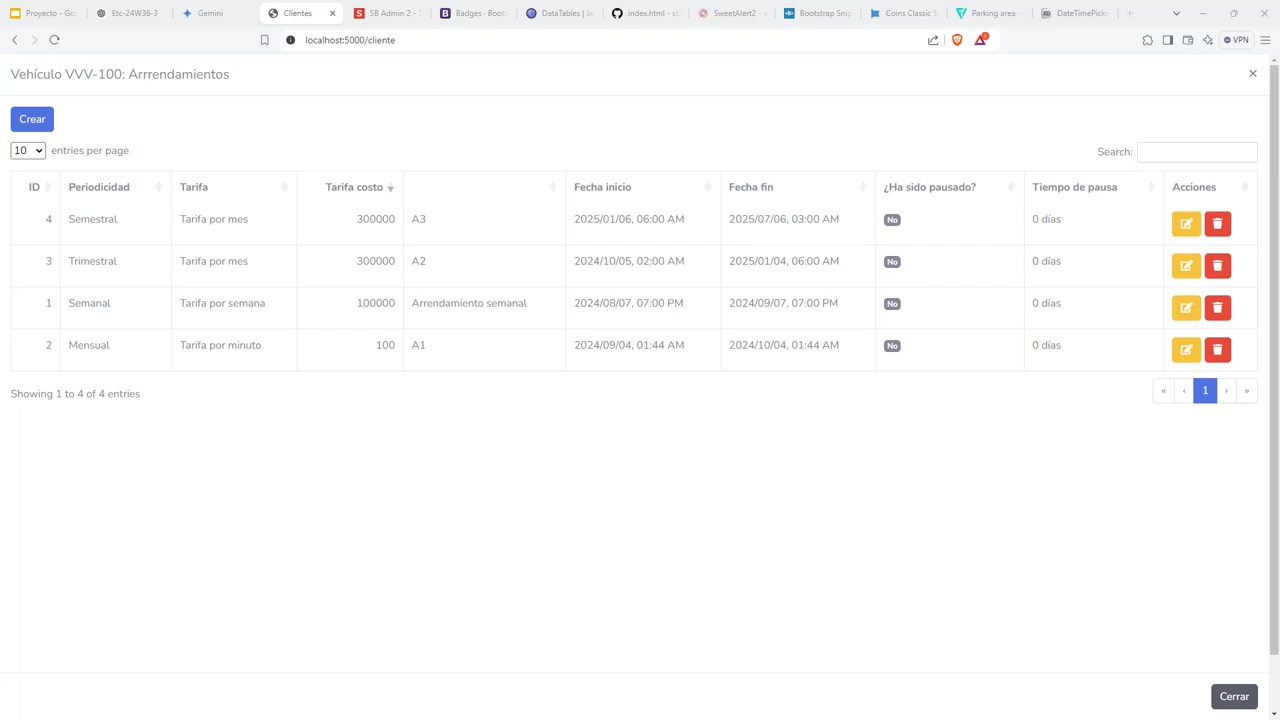 Proyecto - Goo
Etc-24W36-3
Gemini
Clientes
SB Admin 2 - T
Badges · Boots
DataTables | Ja
index.html - sta
SweetAlert2 - a
Bootstrap Snip
Coins Classic S
Parking area -
DateTimePicke
localhost:5000/cliente
VPN
Vehículo VVV-100: Arrrendamientos
Crear
10 entries per page
Search:
ID Periodicidad Tarifa Tarifa costo Fecha inicio Fecha fin ¿Ha sido pausado? Tiempo de pausa Acciones
4 Semestral Tarifa por mes 300000 A3 2025/01/06, 06:00 AM 2025/07/06, 03:00 AM No 0 días
3 Trimestral Tarifa por mes 300000 A2 2024/10/05, 02:00 AM 2025/01/04, 06:00 AM No 0 días
1 Semanal Tarifa por semana 100000 Arrendamiento semanal 2024/08/07, 07:00 PM 2024/09/07, 07:00 PM No 0 días
2 Mensual Tarifa por minuto 100 A1 2024/09/04, 01:44 AM 2024/10/04, 01:44 AM No 0 días
Showing 1 to 4 of 4 entries
« ‹ 1 › »
Cerrar